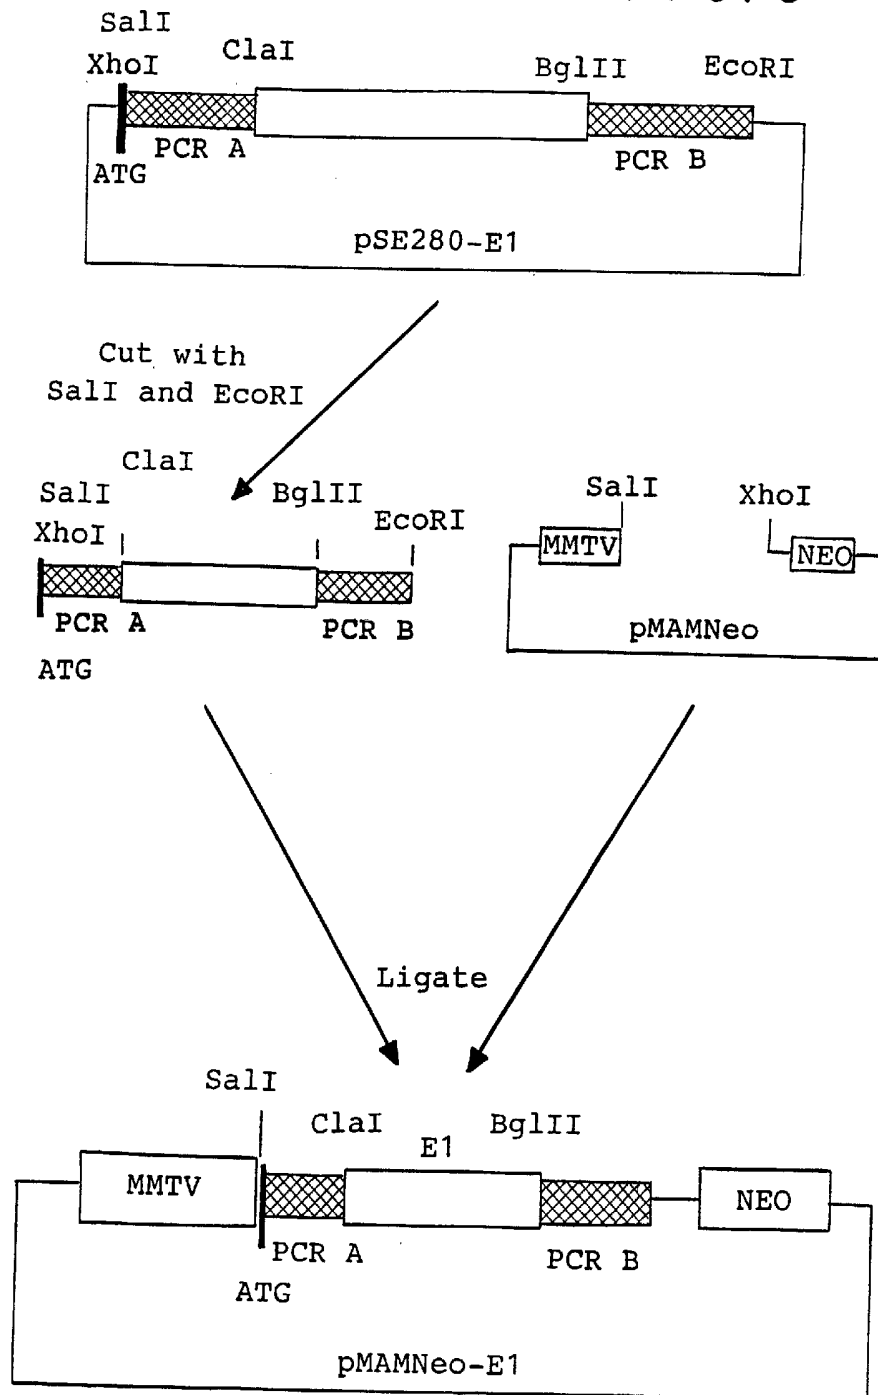 SalI
XhoI
ClaI
BglII
EcoRI
PCR A
PCR B
ATG
pSE280-E1
Cut with
SalI and EcoRI
ClaI
SalI
XhoI
BglII
EcoRI
PCR A
PCR B
ATG
SalI
XhoI
MMTV
NEO
pMAMNeo
Ligate
SalI
ClaI
E1
BglII
MMTV
NEO
PCR A
PCR B
ATG
pMAMNeo-E1